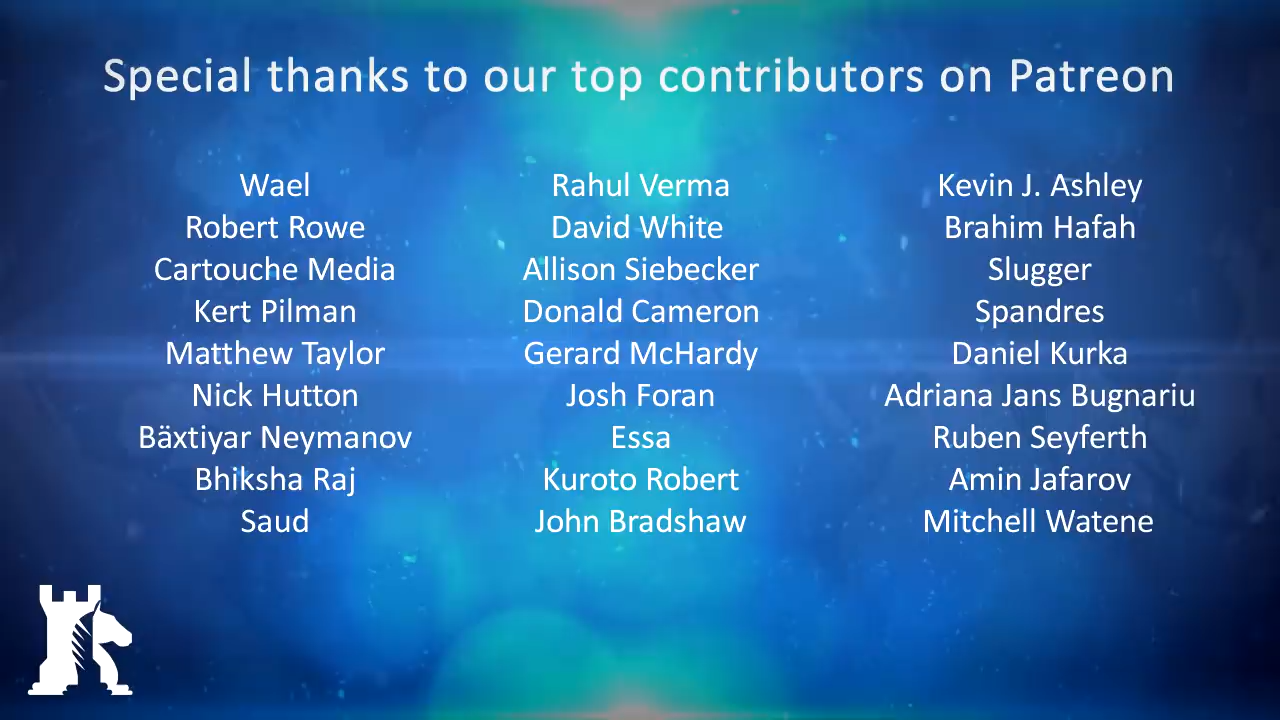 Special thanks to our top contributors on Patreon
Wael
Robert Rowe
Cartouche Media
Kert Pilman
Matthew Taylor
Nick Hutton
Bäxtiyar Neymanov
Bhiksha Raj
Saud
Rahul Verma
David White
Allison Siebecker
Donald Cameron
Gerard McHardy
Josh Foran
Essa
Kuroto Robert
John Bradshaw
Kevin J. Ashley
Brahim Hafah
Slugger
Spandres
Daniel Kurka
Adriana Jans Bugnariu
Ruben Seyferth
Amin Jafarov
Mitchell Watene